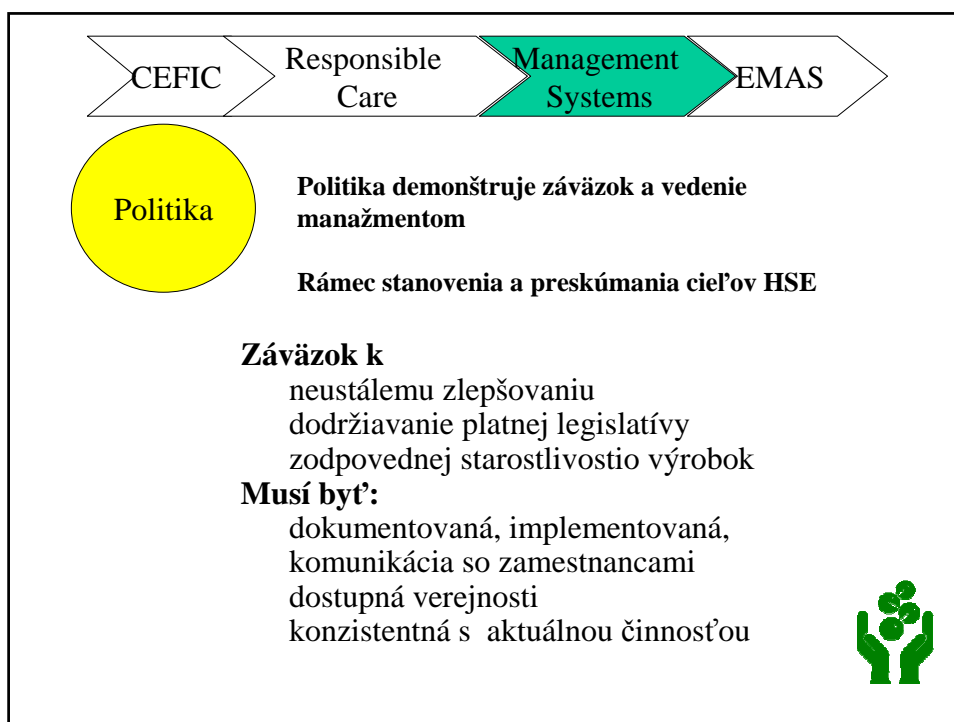 CEFIC
Responsible
Care
Management
Systems
EMAS
Politika
Politika demonštruje záväzok a vedenie
manažmentom
Rámec stanovenia a preskúmania cieľov HSE
Záväzok k
neustálemu zlepšovaniu
dodržiavanie platnej legislatívy
zodpovednej starostlivostio výrobok
Musí byť:
dokumentovaná, implementovaná,
komunikácia so zamestnancami
dostupná verejnosti
konzistentná s  aktuálnou činnosťou